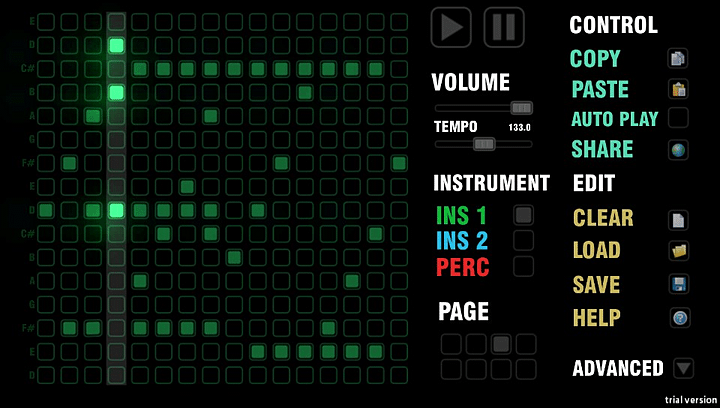 E
D
C#
B
A
G
F#
E
D
C#
B
A
G
F#
E
D
VOLUME
TEMPO 133.0
INSTRUMENT
INS 1
INS 2
PERC
PAGE
CONTROL
COPY
PASTE
AUTO PLAY
SHARE
EDIT
CLEAR
LOAD
SAVE
HELP
ADVANCED
trial version